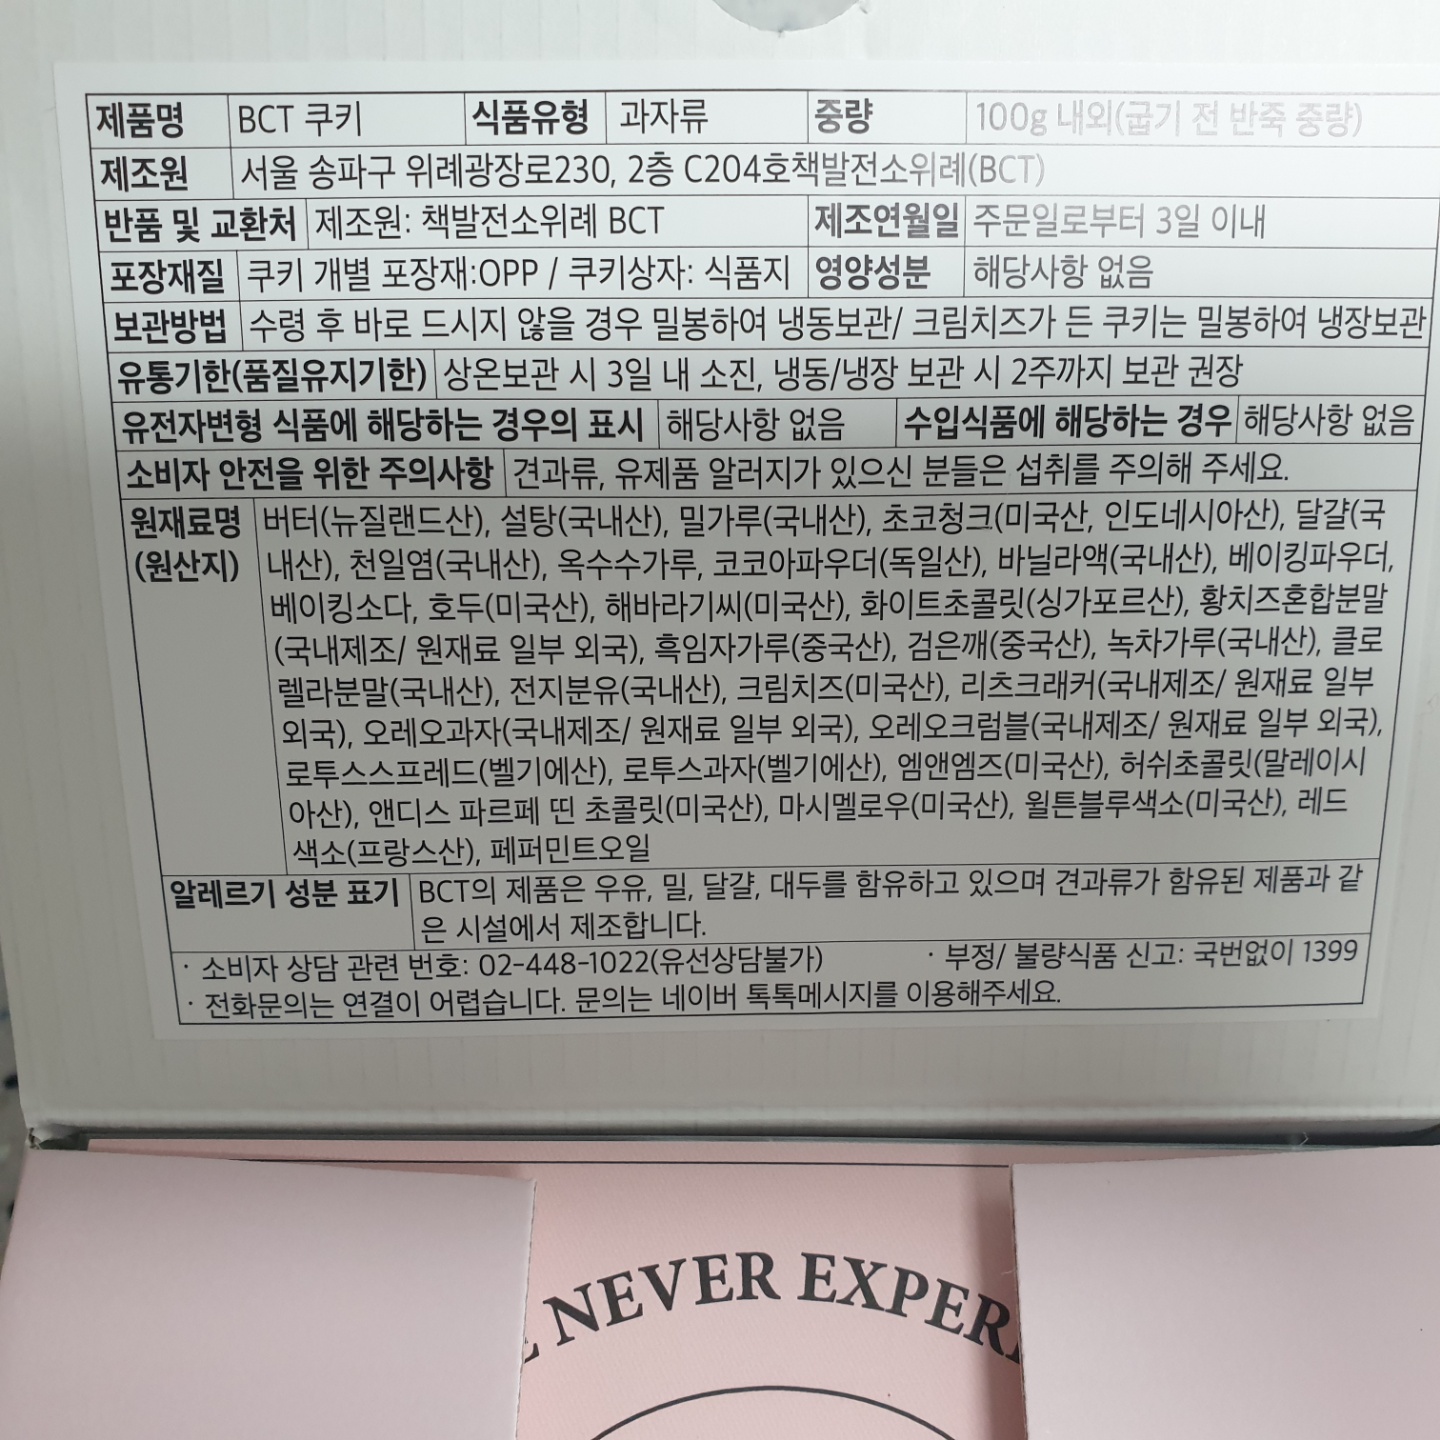 제품명 BCT 쿠키 식품유형 과자류 중량 100g 내외(굽기 전 반죽 중량)
제조원 서울 송파구 위례광장로230, 2층 C204호책발전소위례(BCT)
반품 및 교환처 제조원: 책발전소위례 BCT 제조연월일 주문일로부터 3일 이내
포장재질 쿠키 개별 포장재:OPP / 쿠키상자: 식품지 영양성분 해당사항 없음
보관방법 수령 후 바로 드시지 않을 경우 밀봉하여 냉동보관/ 크림치즈가 든 쿠키는 밀봉하여 냉장보관
유통기한(품질유지기한) 상온보관 시 3일 내 소진, 냉동/냉장 보관 시 2주까지 보관 권장
유전자변형 식품에 해당하는 경우의 표시 해당사항 없음 수입식품에 해당하는 경우 해당사항 없음
소비자 안전을 위한 주의사항 견과류, 유제품 알러지가 있으신 분들은 섭취를 주의해 주세요.
원재료명 버터(뉴질랜드산), 설탕(국내산), 밀가루(국내산), 초코청크(미국산, 인도네시아산), 달걀(국
(원산지) 내산), 천일염(국내산), 옥수수가루, 코코아파우더(독일산), 바닐라액(국내산), 베이킹파우더,
베이킹소다, 호두(미국산), 해바라기씨(미국산), 화이트초콜릿(싱가포르산), 황치즈혼합분말
(국내제조/ 원재료 일부 외국), 흑임자가루(중국산), 검은깨(중국산), 녹차가루(국내산), 클로
렐라분말(국내산), 전지분유(국내산), 크림치즈(미국산), 리츠크래커(국내제조/ 원재료 일부
외국), 오레오과자(국내제조/ 원재료 일부 외국), 오레오크럼블(국내제조/ 원재료 일부 외국),
로투스스프레드(벨기에산), 로투스과자(벨기에산), 엠앤엠즈(미국산), 허쉬초콜릿(말레이시
아산), 앤디스 파르페 띤 초콜릿(미국산), 마시멜로우(미국산), 윌튼블루색소(미국산), 레드
색소(프랑스산), 페퍼민트오일
알레르기 성분 표기 BCT의 제품은 우유, 밀, 달걀, 대두를 함유하고 있으며 견과류가 함유된 제품과 같
은 시설에서 제조합니다.
· 소비자 상담 관련 번호: 02-448-1022(유선상담불가) · 부정/ 불량식품 신고: 국번없이 1399
· 전화문의는 연결이 어렵습니다. 문의는 네이버 톡톡메시지를 이용해주세요.
NEVER EXPER